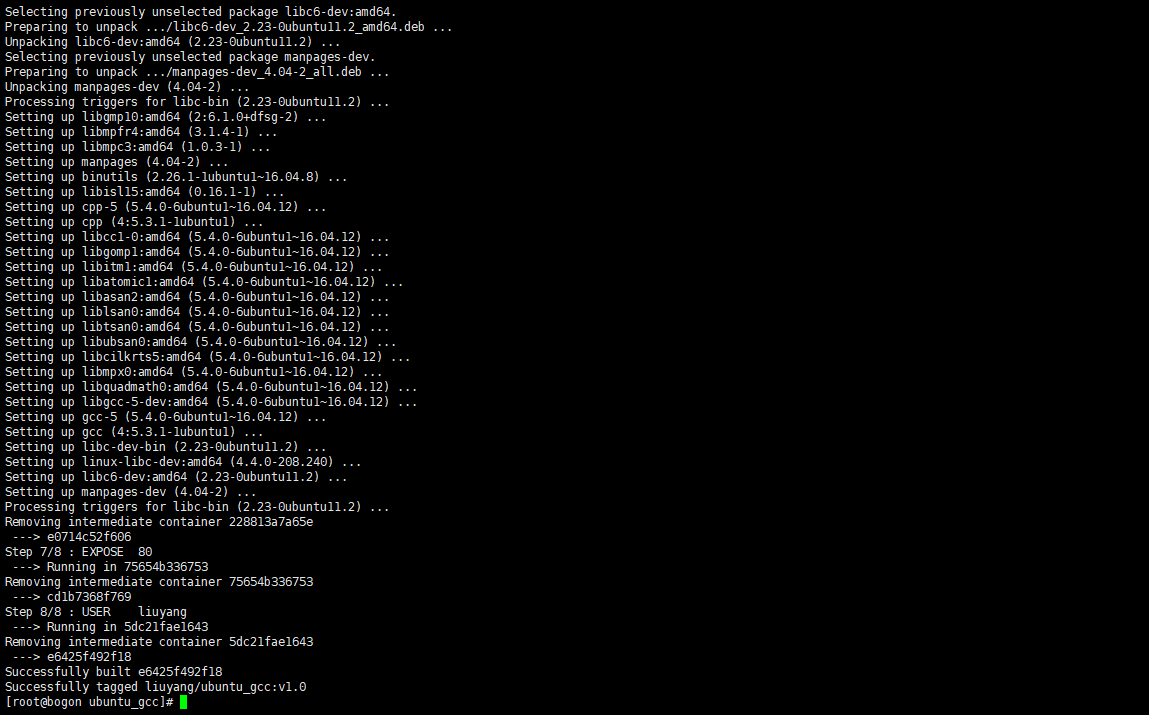 Selecting previously unselected package libc6-dev:amd64.
Preparing to unpack .../libc6-dev_2.23-0ubuntu11.2_amd64.deb ...
Unpacking libc6-dev:amd64 (2.23-0ubuntu11.2) ...
Selecting previously unselected package manpages-dev.
Preparing to unpack .../manpages-dev_4.04-2_all.deb ...
Unpacking manpages-dev (4.04-2) ...
Processing triggers for libc-bin (2.23-0ubuntu11.2) ...
Setting up libgmp10:amd64 (2:6.1.0+dfsg-2) ...
Setting up libmpfr4:amd64 (3.1.4-1) ...
Setting up libmpc3:amd64 (1.0.3-1) ...
Setting up manpages (4.04-2) ...
Setting up binutils (2.26.1-1ubuntu1~16.04.8) ...
Setting up libisl15:amd64 (0.16.1-1) ...
Setting up cpp-5 (5.4.0-6ubuntu1~16.04.12) ...
Setting up cpp (4:5.3.1-1ubuntu1) ...
Setting up libcc1-0:amd64 (5.4.0-6ubuntu1~16.04.12) ...
Setting up libgomp1:amd64 (5.4.0-6ubuntu1~16.04.12) ...
Setting up libitm1:amd64 (5.4.0-6ubuntu1~16.04.12) ...
Setting up libatomic1:amd64 (5.4.0-6ubuntu1~16.04.12) ...
Setting up libasan2:amd64 (5.4.0-6ubuntu1~16.04.12) ...
Setting up liblsan0:amd64 (5.4.0-6ubuntu1~16.04.12) ...
Setting up libtsan0:amd64 (5.4.0-6ubuntu1~16.04.12) ...
Setting up libubsan0:amd64 (5.4.0-6ubuntu1~16.04.12) ...
Setting up libcilkrts5:amd64 (5.4.0-6ubuntu1~16.04.12) ...
Setting up libmpx0:amd64 (5.4.0-6ubuntu1~16.04.12) ...
Setting up libquadmath0:amd64 (5.4.0-6ubuntu1~16.04.12) ...
Setting up libgcc-5-dev:amd64 (5.4.0-6ubuntu1~16.04.12) ...
Setting up gcc-5 (5.4.0-6ubuntu1~16.04.12) ...
Setting up gcc (4:5.3.1-1ubuntu1) ...
Setting up libc-dev-bin (2.23-0ubuntu11.2) ...
Setting up linux-libc-dev:amd64 (4.4.0-208.240) ...
Setting up libc6-dev:amd64 (2.23-0ubuntu11.2) ...
Setting up manpages-dev (4.04-2) ...
Processing triggers for libc-bin (2.23-0ubuntu11.2) ...
Removing intermediate container 228813a7a65e
 ---> e0714c52f606
Step 7/8 : EXPOSE  80
 ---> Running in 75654b336753
Removing intermediate container 75654b336753
 ---> cd1b7368f769
Step 8/8 : USER    liuyang
 ---> Running in 5dc21fae1643
Removing intermediate container 5dc21fae1643
 ---> e6425f492f18
Successfully built e6425f492f18
Successfully tagged liuyang/ubuntu_gcc:v1.0
[root@bogon ubuntu_gcc]#